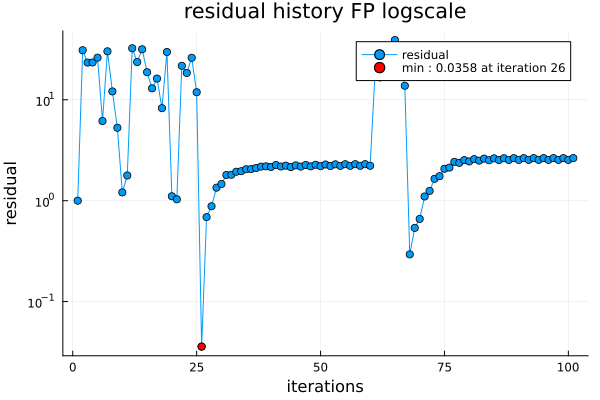 residual history FP logscale
residual
min : 0.0358 at iteration 26
10¹
10⁰
10⁻¹
residual
0 25 50 75 100
iterations